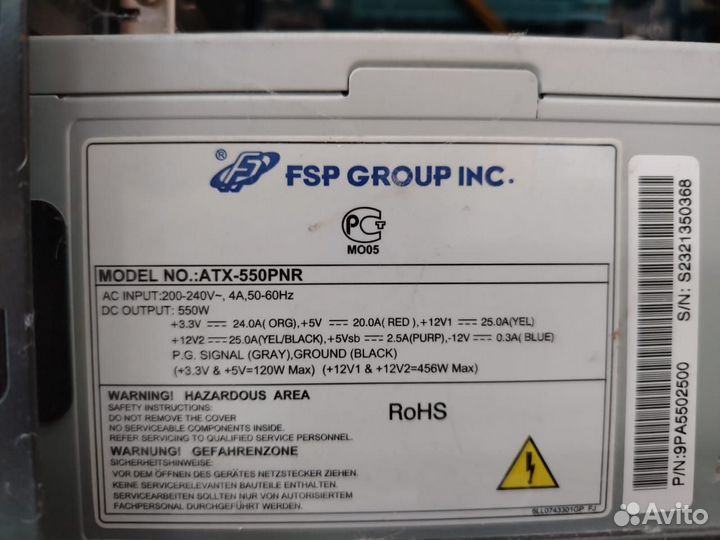 ® FSP GROUP INC.
PCT
MO05
MODEL NO.:ATX-550PNR
AC INPUT:200-240V~, 4A,50-60Hz
DC OUTPUT: 550W
+3.3V ⎓ 24.0A( ORG),+5V ⎓ 20.0A( RED ), +12V1 ⎓ 25.0A(YEL)
+12V2 ⎓ 25.0A(YEL/BLACK),+5Vsb ⎓ 2.5A(PURP), -12V ⎓ 0.3A( BLUE)
P.G. SIGNAL (GRAY),GROUND (BLACK)
(+3.3V & +5V=120W Max) (+12V1 & +12V2=456W Max)
WARNING! HAZARDOUS AREA
SAFETY INSTRUCTIONS:
DO NOT REMOVE THE COVER
NO SERVICEABLE COMPONENTS INSIDE.
REFER SERVICING TO QUALIFIED SERVICE PERSONNEL.
RoHS
WARNUNG! GEFAHRENZONE
SICHERHEITSHINWEISE:
VOR DEM ÖFFNEN DES GERÄTES NETZSTECKER ZIEHEN.
KEINE SERVICERELEVANTEN BAUTEILE ENTHALTEN.
SERVICEARBEITEN SOLLTEN NUR VON AUTORISIERTEM
FACHPERSONAL DURCHGEFÜHRT WERDEN.
6LL0743301GP FJ
P/N:9PA5502500
S/N: S2321350368
Avito